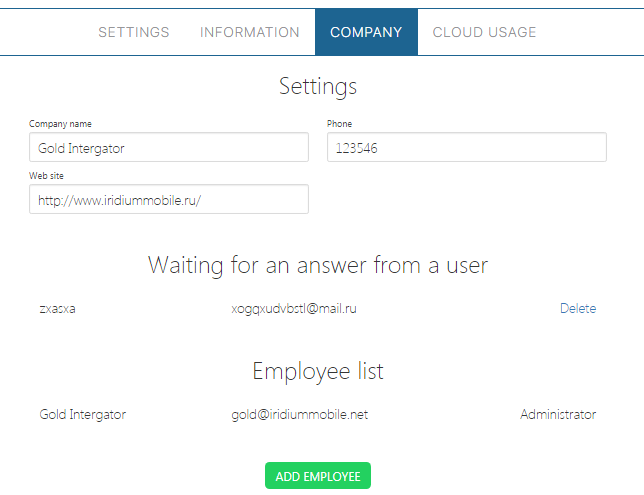 SETTINGS INFORMATION COMPANY CLOUD USAGE
Settings
Company name Phone
Gold Intergator 123546
Web site
http://www.iridiummobile.ru/
Waiting for an answer from a user
zxasxa xoggxudvbstl@mail.ru Delete
Employee list
Gold Intergator gold@iridiummobile.net Administrator
ADD EMPLOYEE